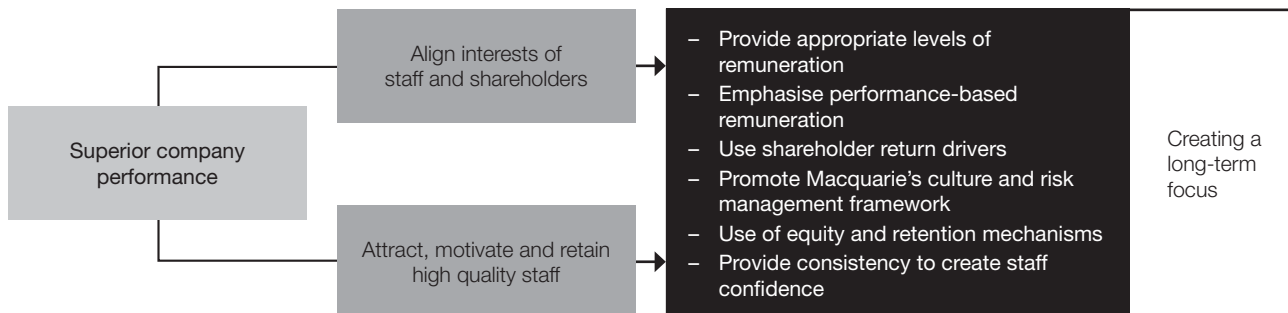 Superior company
performance
Align interests of
staff and shareholders
Attract, motivate and retain
high quality staff
– Provide appropriate levels of
remuneration
– Emphasise performance-based
remuneration
– Use shareholder return drivers
– Promote Macquarie’s culture and risk
management framework
– Use of equity and retention mechanisms
– Provide consistency to create staff
confidence
Creating a
long-term
focus